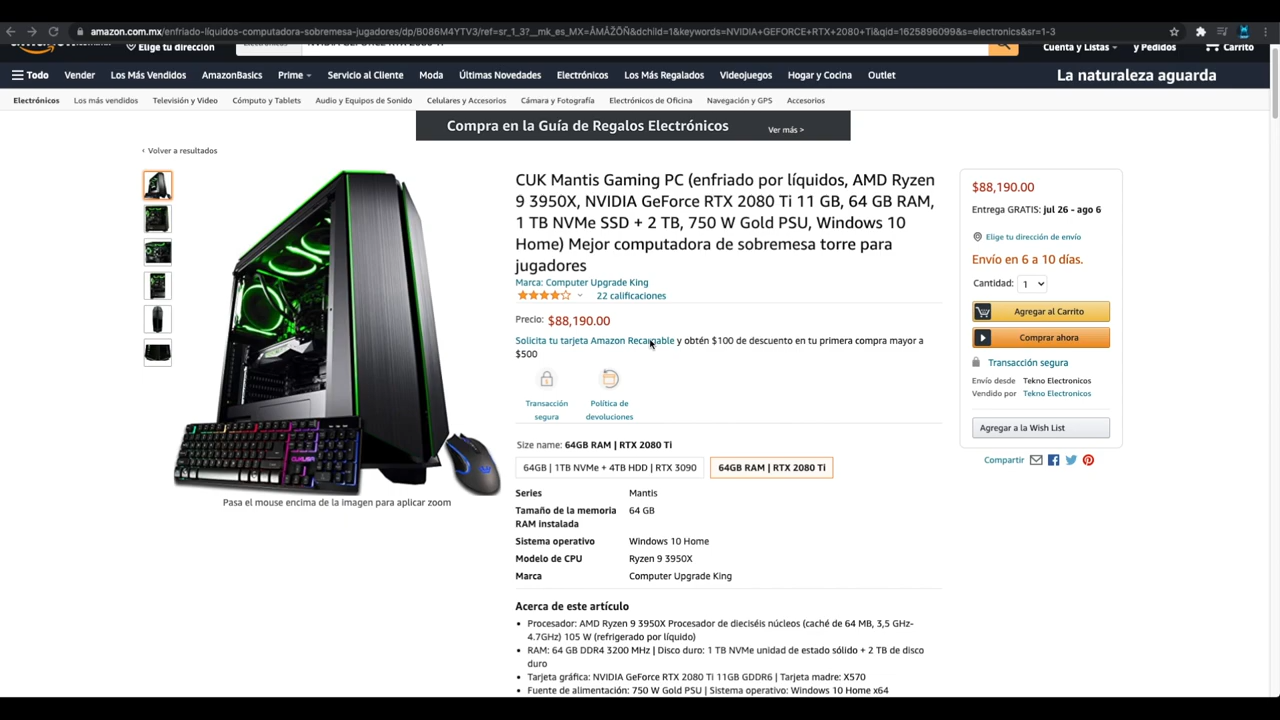 amazon.com.mx/enfriado-líquidos-computadora-sobremesa-jugadores/dp/B086M4YTV3/ref=sr_1_3?__mk_es_MX=ÅMÅŽÕÑ&dchild=1&keywords=NVIDIA+GEFORCE+RTX+2080+Ti&qid=1625896099&s=electronics&sr=1-3
Elige tu dirección
Cuenta y Listas
y Pedidos
Carrito
Todo Vender Los Más Vendidos AmazonBasics Prime Servicio al Cliente Moda Últimas Novedades Electrónicos Los Más Regalados Videojuegos Hogar y Cocina Outlet La naturaleza aguarda
Electrónicos Los más vendidos Televisión y Video Cómputo y Tablets Audio y Equipos de Sonido Celulares y Accesorios Cámara y Fotografía Electrónicos de Oficina Navegación y GPS Accesorios
Compra en la Guía de Regalos Electrónicos Ver más >
‹ Volver a resultados
CUK Mantis Gaming PC (enfriado por líquidos, AMD Ryzen
9 3950X, NVIDIA GeForce RTX 2080 Ti 11 GB, 64 GB RAM,
1 TB NVMe SSD + 2 TB, 750 W Gold PSU, Windows 10
Home) Mejor computadora de sobremesa torre para
jugadores
Marca: Computer Upgrade King
22 calificaciones
Precio: $88,190.00
Solicita tu tarjeta Amazon Recargable y obtén $100 de descuento en tu primera compra mayor a
$500
Transacción
segura
Política de
devoluciones
Size name: 64GB RAM | RTX 2080 Ti
64GB | 1TB NVMe + 4TB HDD | RTX 3090
64GB RAM | RTX 2080 Ti
Series Mantis
Tamaño de la memoria 64 GB
RAM instalada
Sistema operativo Windows 10 Home
Modelo de CPU Ryzen 9 3950X
Marca Computer Upgrade King
Acerca de este artículo
• Procesador: AMD Ryzen 9 3950X Procesador de dieciséis núcleos (caché de 64 MB, 3,5 GHz-
4.7GHz) 105 W (refrigerado por líquido)
• RAM: 64 GB DDR4 3200 MHz | Disco duro: 1 TB NVMe unidad de estado sólido + 2 TB de disco
duro
• Tarjeta gráfica: NVIDIA GeForce RTX 2080 Ti 11GB GDDR6 | Tarjeta madre: X570
• Fuente de alimentación: 750 W Gold PSU | Sistema operativo: Windows 10 Home x64
Pasa el mouse encima de la imagen para aplicar zoom
$88,190.00
Entrega GRATIS: jul 26 - ago 6
Elige tu dirección de envío
Envío en 6 a 10 días.
Cantidad: 1
Agregar al Carrito
Comprar ahora
Transacción segura
Envío desde Tekno Electronicos
Vendido por Tekno Electronicos
Agregar a la Wish List
Compartir